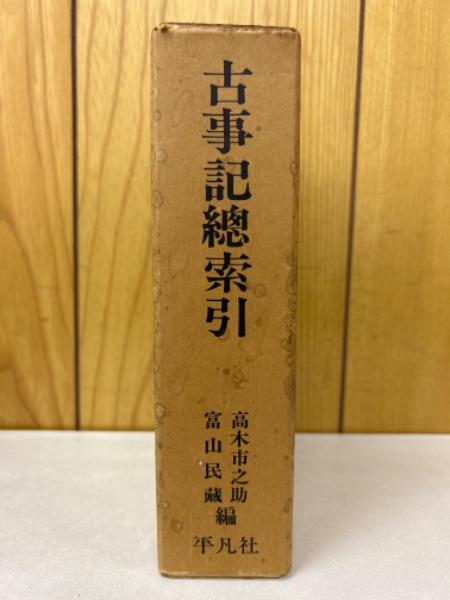 古事記總索引
高木市之助
富山民藏
編
平凡社